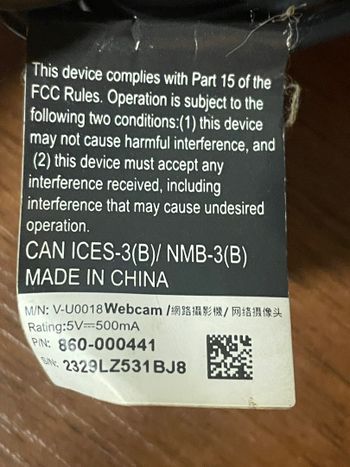 This device complies with Part 15 of the
FCC Rules. Operation is subject to the
following two conditions:(1) this device
may not cause harmful interference, and
(2) this device must accept any
interference received, including
interference that may cause undesired
operation.
CAN ICES-3(B)/ NMB-3(B)
MADE IN CHINA
M/N: V-U0018 Webcam /網路攝影機/ 网络摄像头
Rating:5V⎓500mA
P/N: 860-000441
S/N: 2329LZ531BJ8